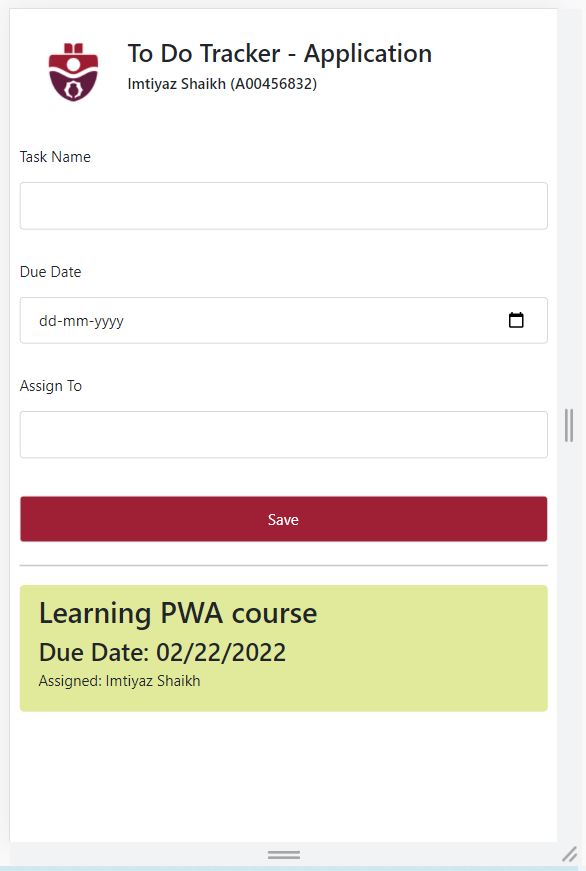 To Do Tracker - Application
Imtiyaz Shaikh (A00456832)
Task Name
Due Date
dd-mm-yyyy
Assign To
Save
Learning PWA course
Due Date: 02/22/2022
Assigned: Imtiyaz Shaikh